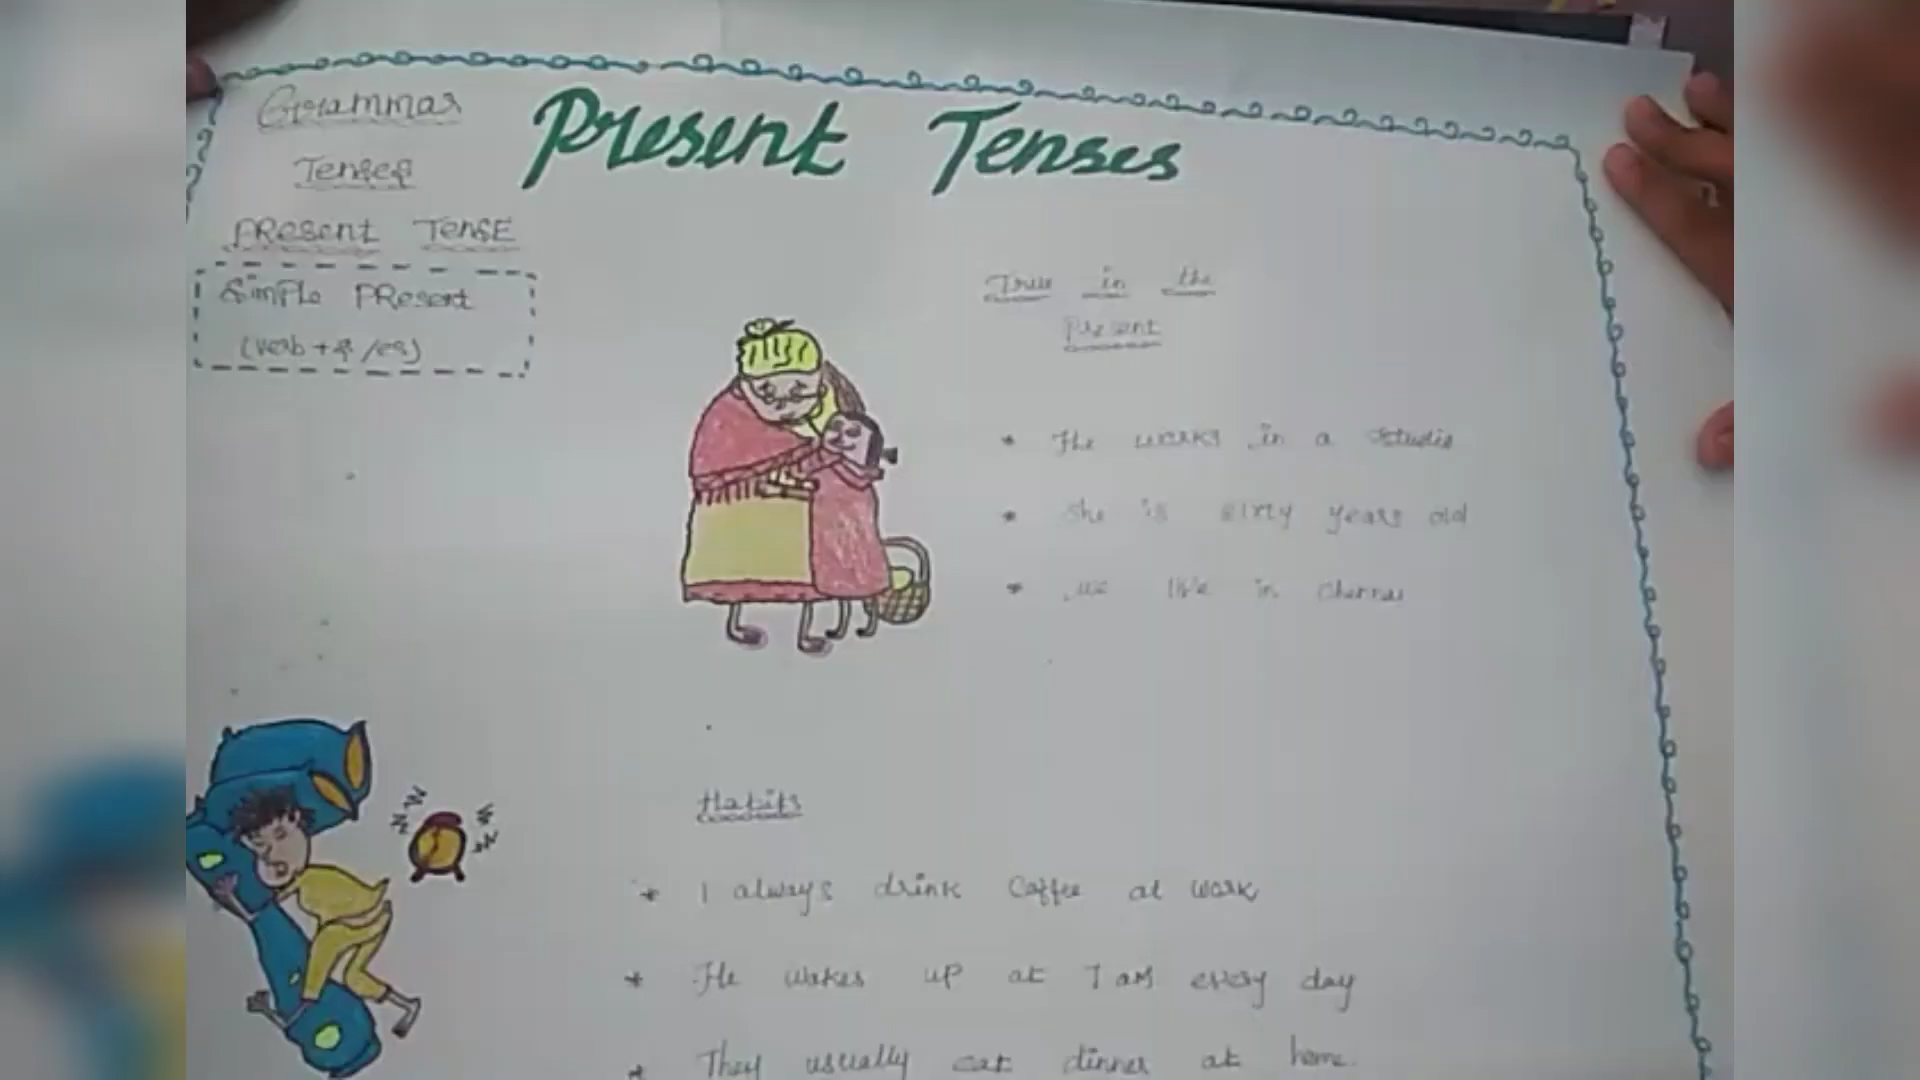 Grammar
Tenses
Present Tenses
PResent TensE
Simple PResent
(verb + s /es)
True in the
Present
* He works in a studio
* She is sixty years old
* we live in Chennai
Habits
* I always drink Coffee at work
* He wakes up at 7 am every day
* They usually eat dinner at home.